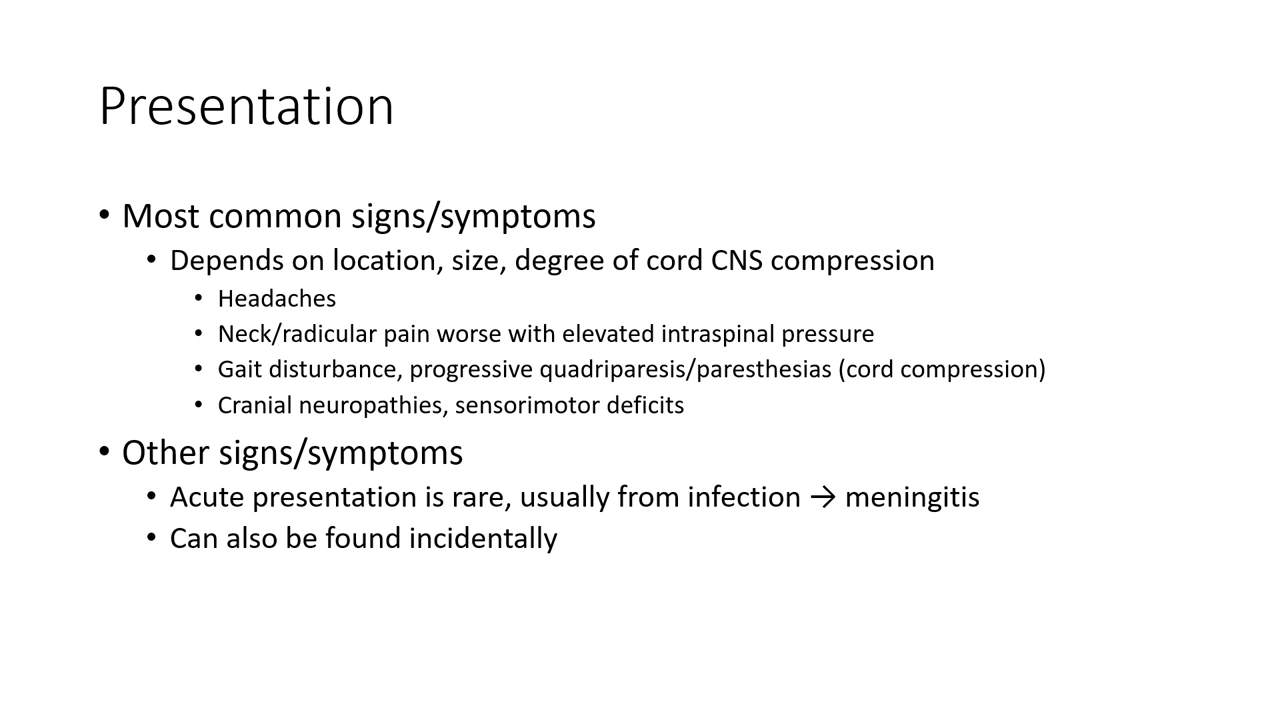 Presentation
• Most common signs/symptoms
• Depends on location, size, degree of cord CNS compression
• Headaches
• Neck/radicular pain worse with elevated intraspinal pressure
• Gait disturbance, progressive quadriparesis/paresthesias (cord compression)
• Cranial neuropathies, sensorimotor deficits
• Other signs/symptoms
• Acute presentation is rare, usually from infection → meningitis
• Can also be found incidentally